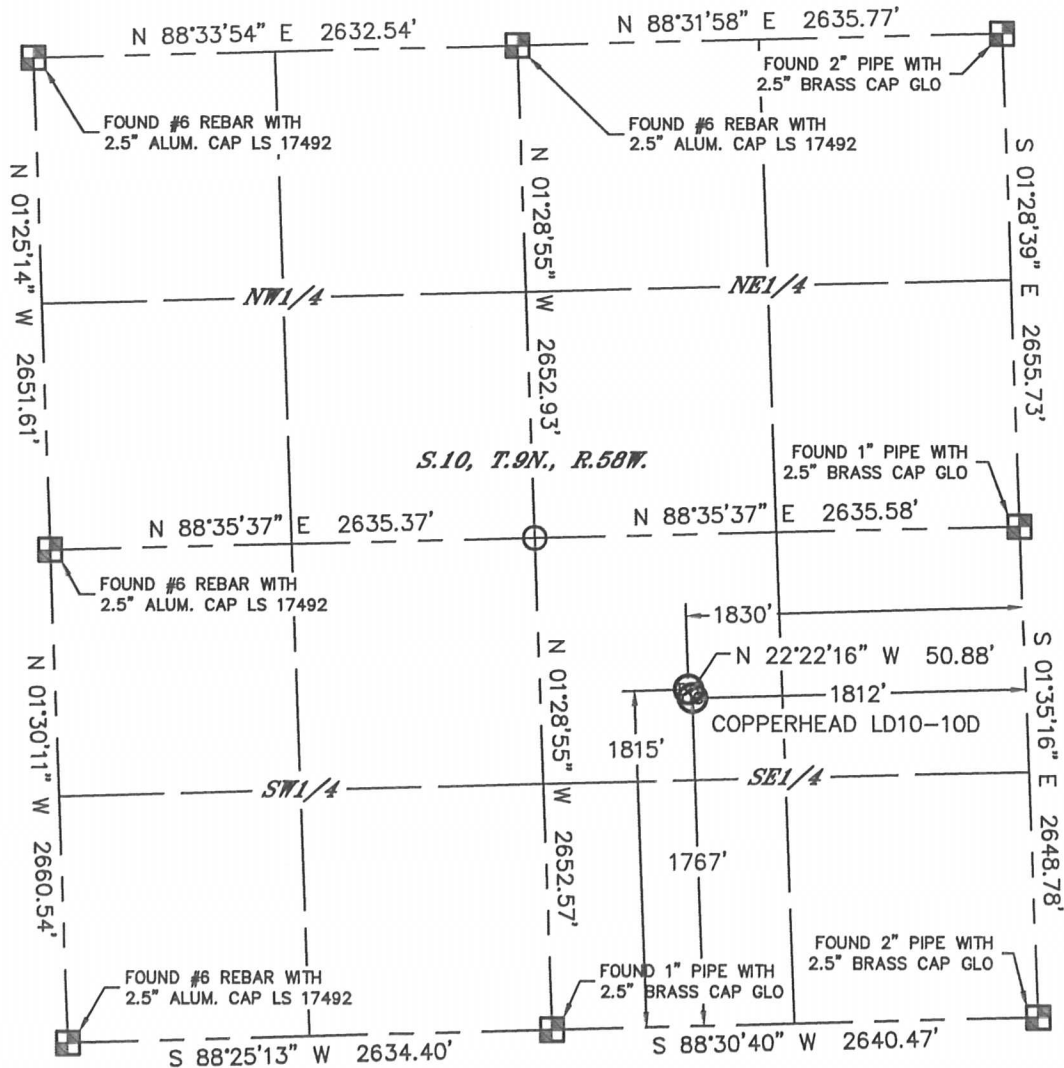 N 88°33'54" E 2632.54'
N 88°31'58" E 2635.77'
FOUND 2" PIPE WITH
2.5" BRASS CAP GLO
FOUND #6 REBAR WITH
2.5" ALUM. CAP LS 17492
FOUND #6 REBAR WITH
2.5" ALUM. CAP LS 17492
N 01°25'14" W 2651.61'
N 01°28'55" W 2652.93'
S 01°28'39" E 2655.73'
NW1/4
NE1/4
S.10, T.9N., R.58W.
FOUND 1" PIPE WITH
2.5" BRASS CAP GLO
N 88°35'37" E 2635.37'
N 88°35'37" E 2635.58'
FOUND #6 REBAR WITH
2.5" ALUM. CAP LS 17492
1830'
N 22°22'16" W 50.88'
1812'
COPPERHEAD LD10-10D
1815'
N 01°30'11" W 2660.54'
N 01°28'55" W 2652.57'
S 01°35'16" E 2648.78'
SW1/4
SE1/4
1767'
FOUND #6 REBAR WITH
2.5" ALUM. CAP LS 17492
FOUND 1" PIPE WITH
2.5" BRASS CAP GLO
FOUND 2" PIPE WITH
2.5" BRASS CAP GLO
S 88°25'13" W 2634.40'
S 88°30'40" W 2640.47'